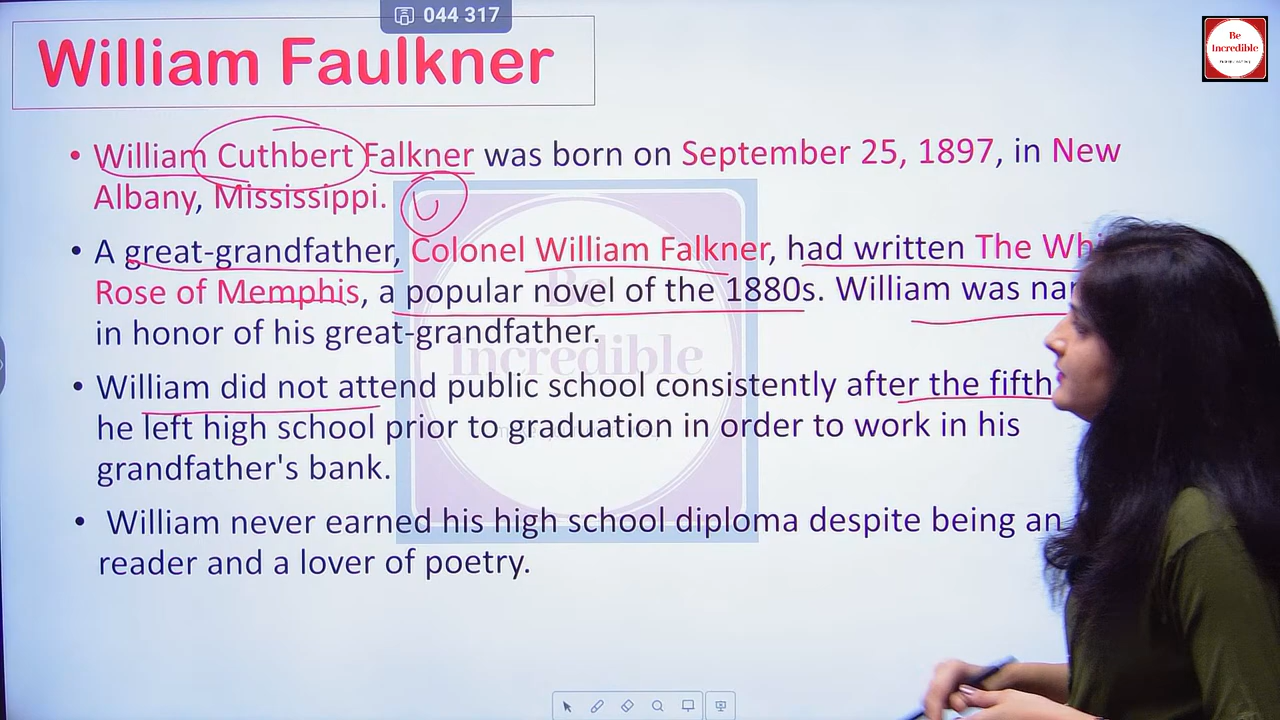 044 317
William Faulkner
Be
Incredible
• William Cuthbert Falkner was born on September 25, 1897, in New
Albany, Mississippi.
U
• A great-grandfather, Colonel William Falkner, had written The
Rose of Memphis, a popular novel of the 1880s. William was
in honor of his great-grandfather.
• William did not attend public school consistently after the fifth
he left high school prior to graduation in order to work in his
grandfather's bank.
• William never earned his high school diploma despite being an
reader and a lover of poetry.
Be
Incredible